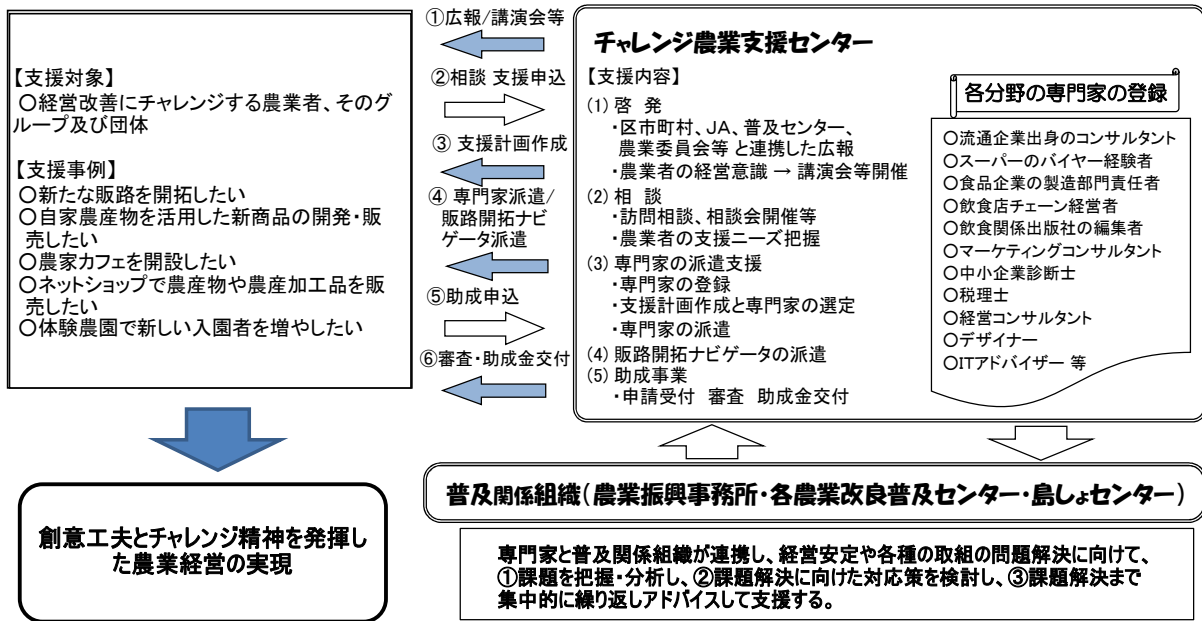 【支援対象】
○経営改善にチャレンジする農業者、そのグ
ループ及び団体
【支援事例】
○新たな販路を開拓したい
○自家農産物を活用した新商品の開発・販
売したい
○農家カフェを開設したい
○ネットショップで農産物や農産加工品を販
売したい
○体験農園で新しい入園者を増やしたい
①広報/講演会等
②相談 支援申込
③ 支援計画作成
④ 専門家派遣/
販路開拓ナビ
ゲータ派遣
⑤助成申込
⑥審査・助成金交付
チャレンジ農業支援センター
【支援内容】
(1) 啓 発
・区市町村、JA、普及センター、
農業委員会等 と連携した広報
・農業者の経営意識 → 講演会等開催
(2) 相 談
・訪問相談、相談会開催等
・農業者の支援ニーズ把握
(3) 専門家の派遣支援
・専門家の登録
・支援計画作成と専門家の選定
・専門家の派遣
(4) 販路開拓ナビゲータの派遣
(5) 助成事業
・申請受付 審査 助成金交付
各分野の専門家の登録
○流通企業出身のコンサルタント
○スーパーのバイヤー経験者
○食品企業の製造部門責任者
○飲食店チェーン経営者
○飲食関係出版社の編集者
○マーケティングコンサルタント
○中小企業診断士
○税理士
○経営コンサルタント
○デザイナー
○ITアドバイザー 等
創意工夫とチャレンジ精神を発揮し
た農業経営の実現
普及関係組織(農業振興事務所・各農業改良普及センター・島しょセンター)
専門家と普及関係組織が連携し、経営安定や各種の取組の問題解決に向けて、
①課題を把握・分析し、②課題解決に向けた対応策を検討し、③課題解決まで
集中的に繰り返しアドバイスして支援する。